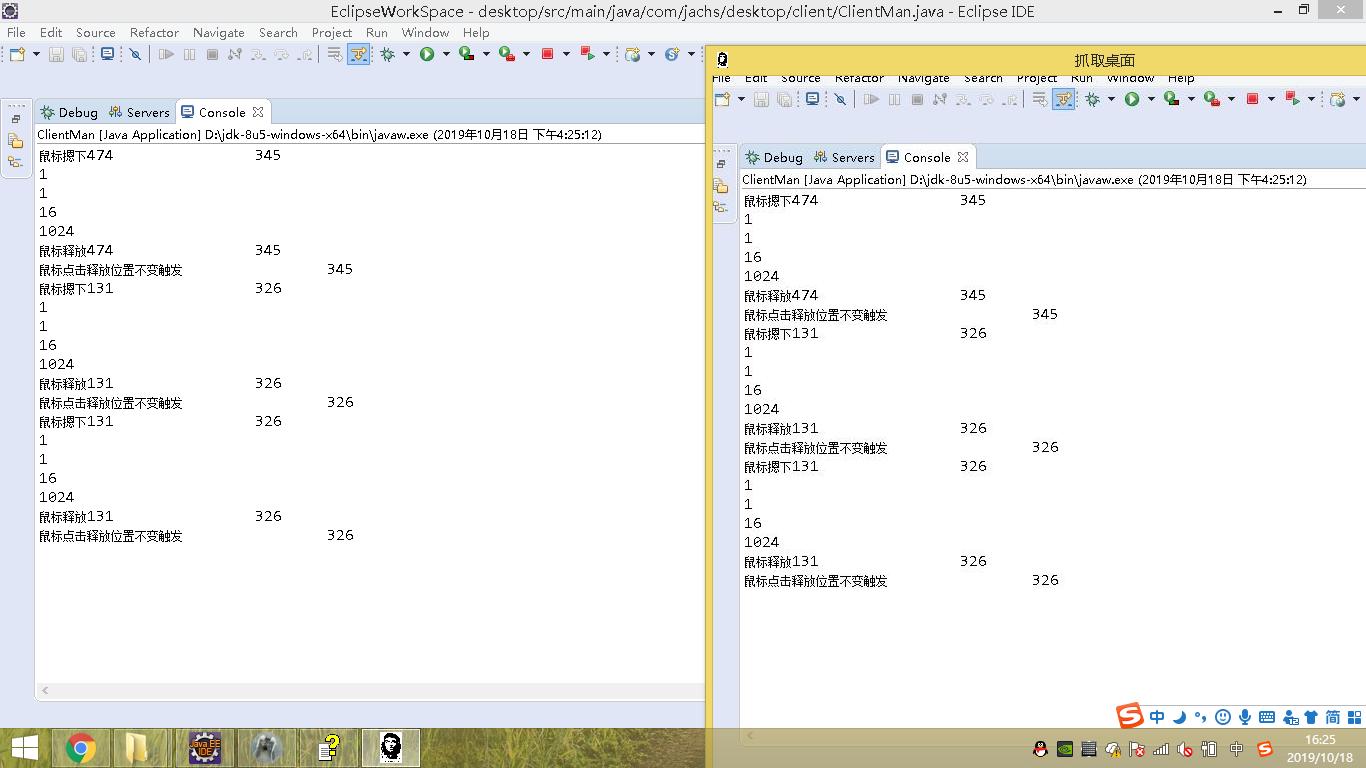 EclipseWorkSpace - desktop/src/main/java/com/jachs/desktop/client/ClientMan.java - Eclipse IDE
File Edit Source Refactor Navigate Search Project Run Window Help
Debug Servers Console
ClientMan [Java Application] D:\jdk-8u5-windows-x64\bin\javaw.exe (2019年10月18日 下午4:25:12)
鼠标摁下474 345
1
1
16
1024
鼠标释放474 345
鼠标点击释放位置不变触发 345
鼠标摁下131 326
1
1
16
1024
鼠标释放131 326
鼠标点击释放位置不变触发 326
鼠标摁下131 326
1
1
16
1024
鼠标释放131 326
鼠标点击释放位置不变触发 326
抓取桌面
File Edit Source Refactor Navigate Search Project Run Window Help
Debug Servers Console
ClientMan [Java Application] D:\jdk-8u5-windows-x64\bin\javaw.exe (2019年10月18日 下午4:25:12)
鼠标摁下474 345
1
1
16
1024
鼠标释放474 345
鼠标点击释放位置不变触发 345
鼠标摁下131 326
1
1
16
1024
鼠标释放131 326
鼠标点击释放位置不变触发 326
鼠标摁下131 326
1
1
16
1024
鼠标释放131 326
鼠标点击释放位置不变触发 326
S 中 简
Java EE
IDE
中 S
16:25
2019/10/18